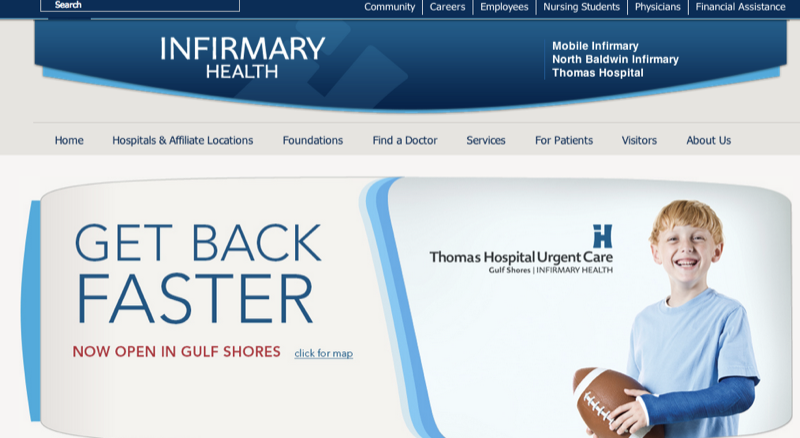 Search
Community
Careers
Employees
Nursing Students
Physicians
Financial Assistance
INFIRMARY
HEALTH
Mobile Infirmary
North Baldwin Infirmary
Thomas Hospital
Home
Hospitals & Affiliate Locations
Foundations
Find a Doctor
Services
For Patients
Visitors
About Us
GET BACK
FASTER
NOW OPEN IN GULF SHORES click for map
Thomas Hospital Urgent Care
Gulf Shores | INFIRMARY HEALTH